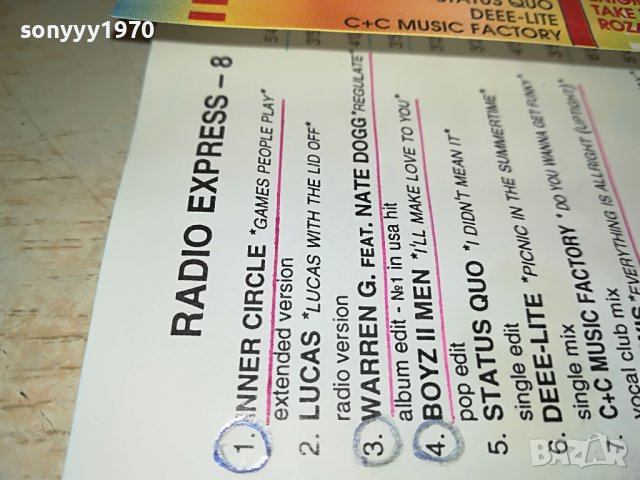 sonyyy1970
STATUS QUO
DEEE-LITE
C+C MUSIC FACTORY
TAKE
ROZA
RADIO EXPRESS – 8
1. INNER CIRCLE *GAMES PEOPLE PLAY*
extended version
2. LUCAS *LUCAS WITH THE LID OFF*
radio version
3. WARREN G. FEAT. NATE DOGG *REGULATE*
album edit - №1 in usa hit
4. BOYZ II MEN *I'LL MAKE LOVE TO YOU*
pop edit
5. STATUS QUO *I DIDN'T MEAN IT*
single edit
6. DEEE-LITE *PICNIC IN THE SUMMERTIME*
single mix
7. C+C MUSIC FACTORY *DO YOU WANNA GET FUNKY*
vocal club mix
*EVERYTHING IS ALLRIGHT (UPTIGHT)*
BAZAR